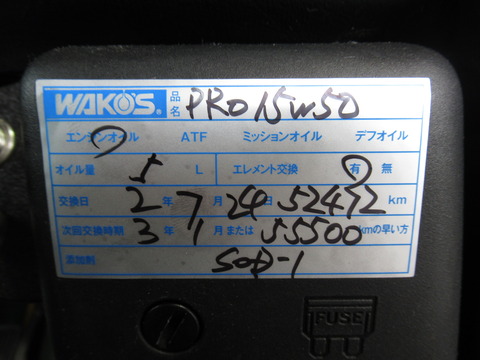 WAKO'S® 品名 PRO 15W50
エンジンオイル ATF ミッションオイル デフオイル
オイル量 5 L エレメント交換 有 無
交換日 2 年 7 月 24 日 52472 km
次回交換時期 3 年 1 月または 55500 kmの早い方
添加剤 SOD-1
FUSE